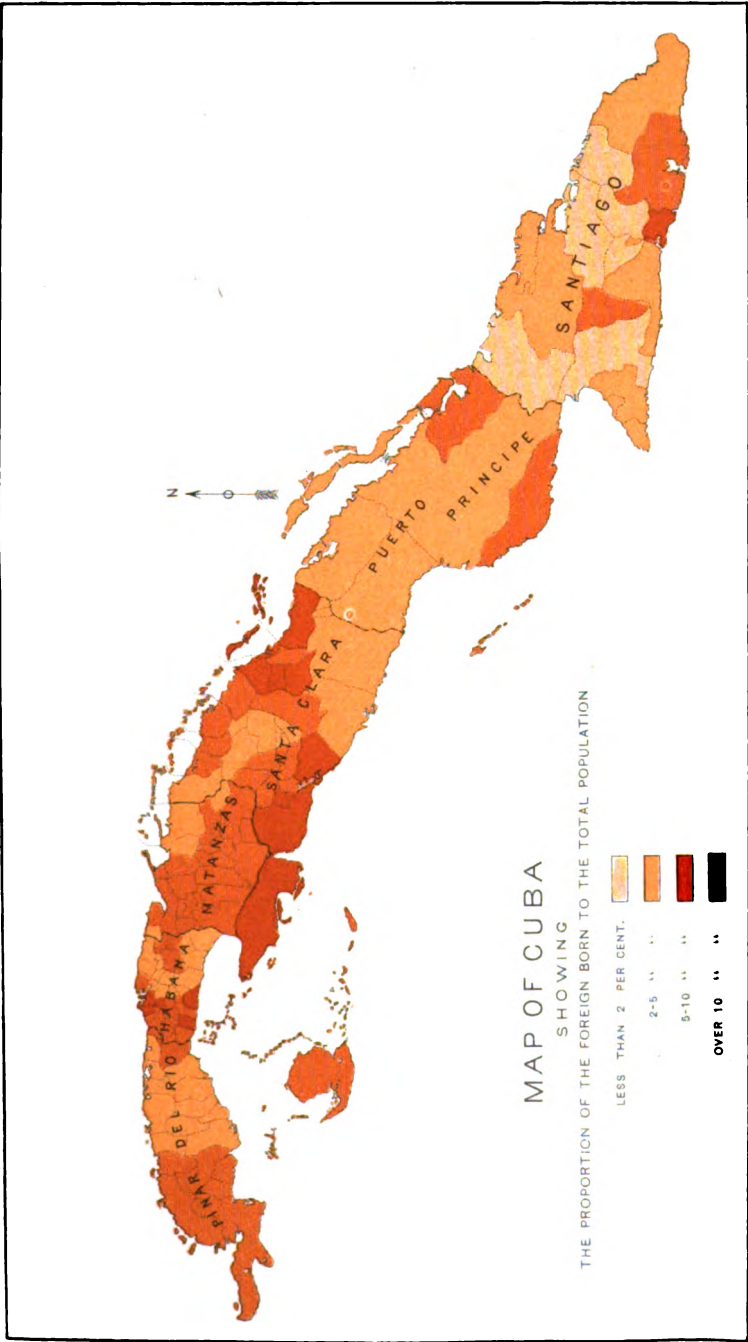 MAP OF CUBA
SHOWING
THE PROPORTION OF THE FOREIGN BORN TO THE TOTAL POPULATION
LESS THAN 2 PER CENT.
2-5 " "
5-10 " "
OVER 10 " "
N
PINAR DEL RIO
HABANA
MATANZAS
SANTA CLARA
PUERTO
PRINCIPE
SANTIAGO